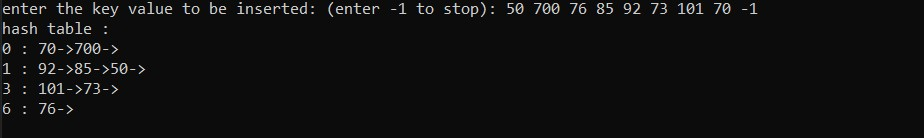 enter the key value to be inserted: (enter -1 to stop): 50 700 76 85 92 73 101 70 -1
hash table :
0 : 70->700->
1 : 92->85->50->
3 : 101->73->
6 : 76->